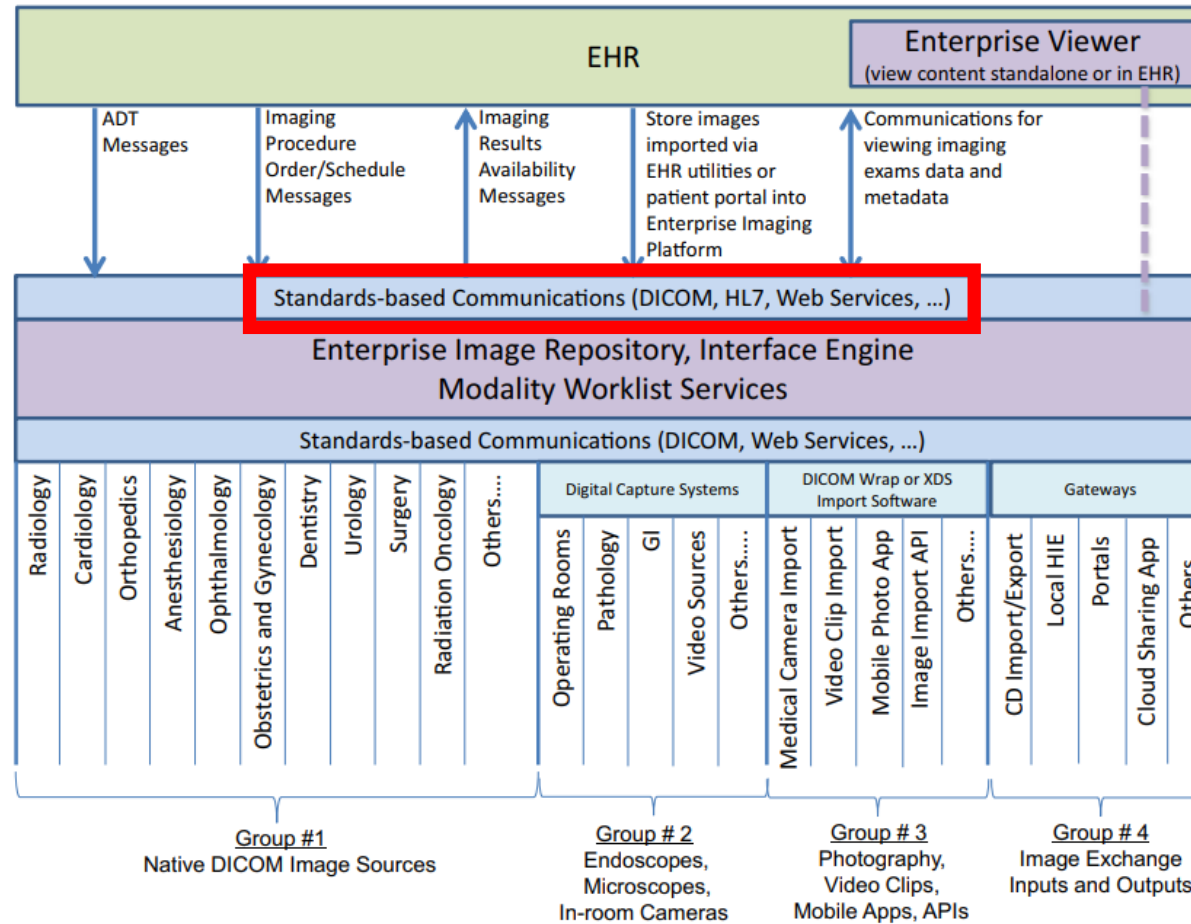 EHR
Enterprise Viewer
(view content standalone or in EHR)
ADT
Messages
Imaging
Procedure
Order/Schedule
Messages
Imaging
Results
Availability
Messages
Store images
imported via
EHR utilities or
patient portal into
Enterprise Imaging
Platform
Communications for
viewing imaging
exams data and
metadata
Standards-based Communications (DICOM, HL7, Web Services, ...)
Enterprise Image Repository, Interface Engine
Modality Worklist Services
Standards-based Communications (DICOM, Web Services, ...)
Radiology
Cardiology
Orthopedics
Anesthesiology
Ophthalmology
Obstetrics and Gynecology
Dentistry
Urology
Surgery
Radiation Oncology
Others....
Digital Capture Systems
Operating Rooms
Pathology
GI
Video Sources
Others.....
DICOM Wrap or XDS
Import Software
Medical Camera Import
Video Clip Import
Mobile Photo App
Image Import API
Others....
Gateways
CD Import/Export
Local HIE
Portals
Cloud Sharing App
Others
Group #1
Native DICOM Image Sources
Group # 2
Endoscopes,
Microscopes,
In-room Cameras
Group # 3
Photography,
Video Clips,
Mobile Apps, APIs
Group # 4
Image Exchange
Inputs and Outputs